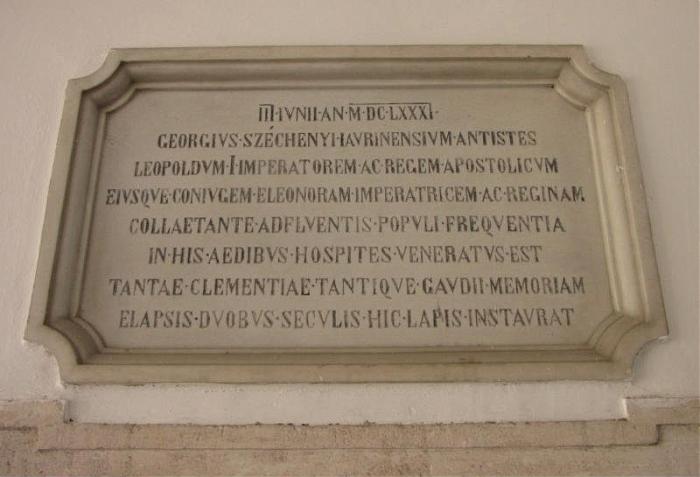 III·IVNII·AN·M·DC·LXXXI·
GEORGIVS·SZÉCHENYI·IAVRINENSIVM·ANTISTES
LEOPOLDVM·I·IMPERATOREM·AC·REGEM·APOSTOLICVM
EIVSQVE·CONIVGEM·ELEONORAM·IMPERATRICEM·AC·REGINAM
COLLAETANTE·ADFLVENTIS·POPVLI·FREQVENTIA
IN·HIS·AEDIBVS·HOSPITES·VENERATVS·EST
TANTAE·CLEMENTIAE·TANTIQVE·GAVDII·MEMORIAM
ELAPSIS·DVOBVS·SECVLIS·HIC·LAPIS·INSTAVRAT